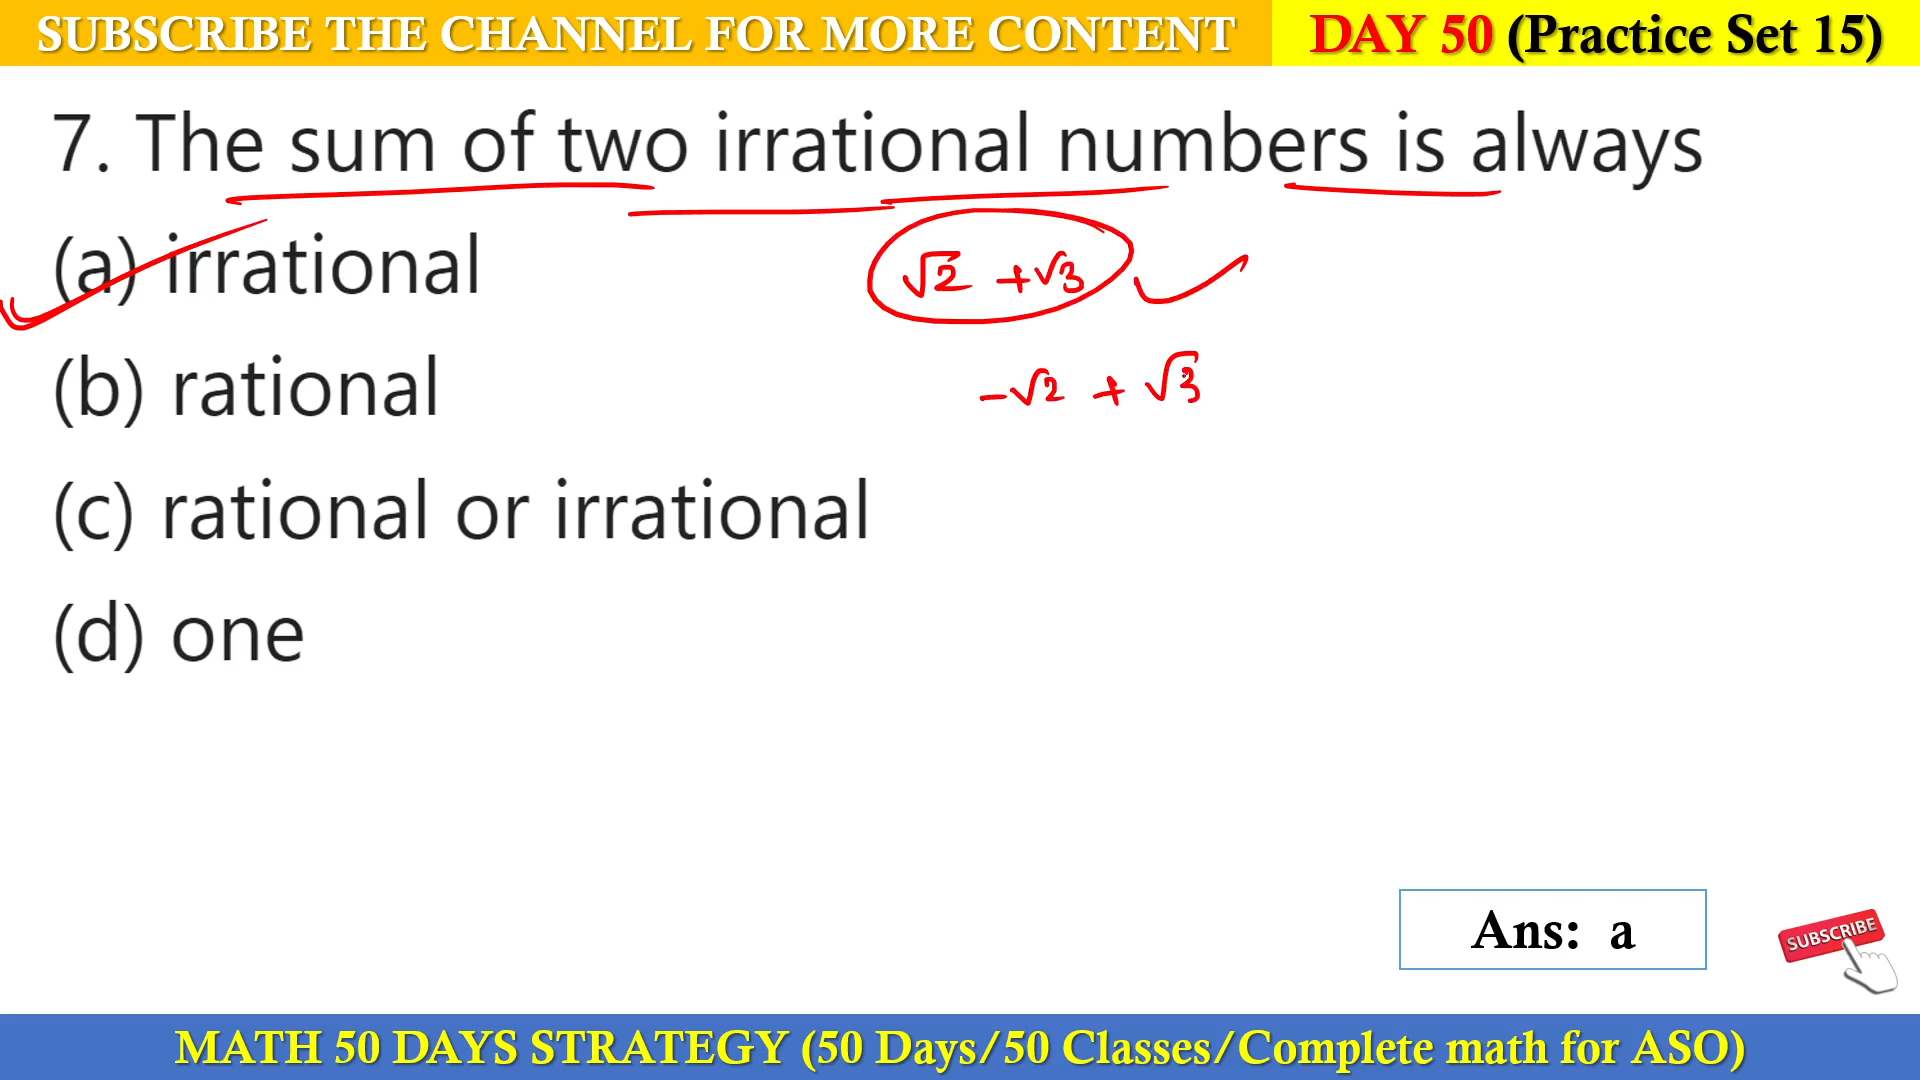 SUBSCRIBE THE CHANNEL FOR MORE CONTENT
DAY 50 (Practice Set 15)
7. The sum of two irrational numbers is always
(a) irrational
√2 + √3
(b) rational
-√2 + √3
(c) rational or irrational
(d) one
Ans: a
SUBSCRIBE
MATH 50 DAYS STRATEGY (50 Days/50 Classes/Complete math for ASO)